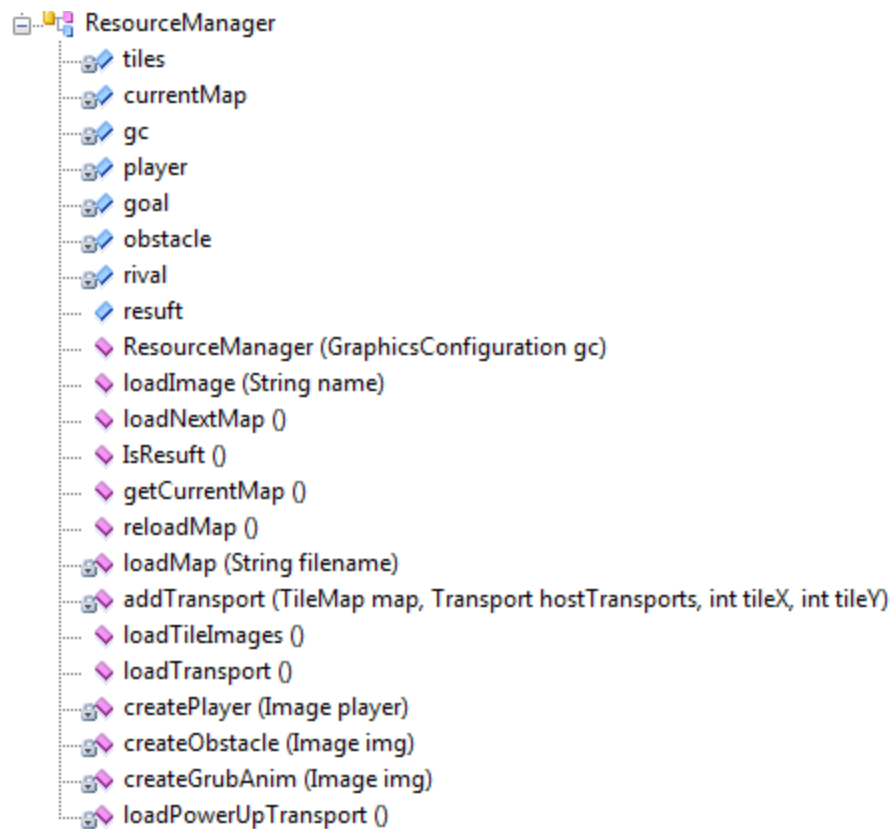 ResourceManager
tiles
currentMap
gc
player
goal
obstacle
rival
resuft
ResourceManager (GraphicsConfiguration gc)
loadImage (String name)
loadNextMap ()
IsResuft ()
getCurrentMap ()
reloadMap ()
loadMap (String filename)
addTransport (TileMap map, Transport hostTransports, int tileX, int tileY)
loadTileImages ()
loadTransport ()
createPlayer (Image player)
createObstacle (Image img)
createGrubAnim (Image img)
loadPowerUpTransport ()